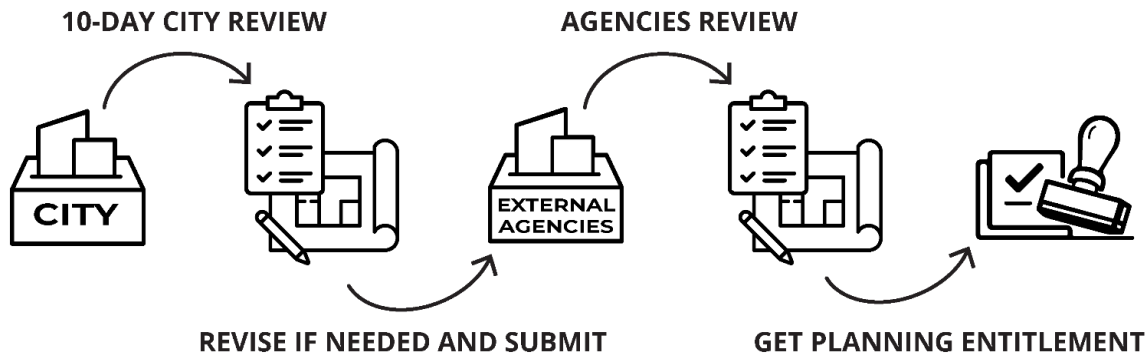 10-DAY CITY REVIEW
AGENCIES REVIEW
CITY
EXTERNAL
AGENCIES
REVISE IF NEEDED AND SUBMIT
GET PLANNING ENTITLEMENT